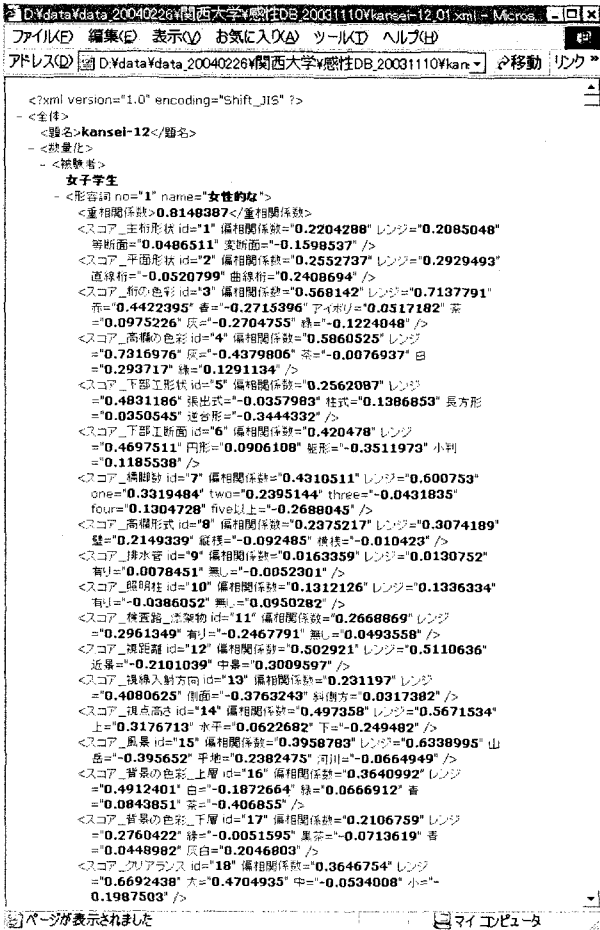 D:¥data¥data_20040226¥関西大学¥感性DB_20031110¥kansei-12_01.xml - Micros...
ファイル(F) 編集(E) 表示(V) お気に入り(A) ツール(T) ヘルプ(H)
アドレス(D) D:¥data¥data_20040226¥関西大学¥感性DB_20031110¥kan 移動 リンク »
<?xml version="1.0" encoding="Shift_JIS" ?>
- <全体>
<題名>kansei-12</題名>
- <数量化>
- <被験者>
女子学生
- <形容詞 no="1" name="女性的な">
<重相関係数>0.8148387</重相関係数>
<スコア_主桁形状 id="1" 偏相関係数="0.2204288" レンジ="0.2085048"
等断面="0.0486511" 変断面="-0.1598537" />
<スコア_平面形状 id="2" 偏相関係数="0.2552737" レンジ="0.2929493"
直線桁="-0.0520799" 曲線桁="0.2408694" />
<スコア_桁の色彩 id="3" 偏相関係数="0.568142" レンジ="0.7137791"
赤="0.4422395" 青="-0.2715396" アイボリ="0.0517182" 茶
="0.0975226" 灰="-0.2704755" 緑="-0.1224048" />
<スコア_高欄の色彩 id="4" 偏相関係数="0.5860525" レンジ
="0.7316976" 灰="-0.4379806" 茶="-0.0076937" 白
="0.293717" 緑="0.1291134" />
<スコア_下部工形状 id="5" 偏相関係数="0.2562087" レンジ
="0.4831186" 張出式="-0.0357983" 柱式="0.1386853" 長方形
="0.0350545" 逆台形="-0.3444332" />
<スコア_下部工断面 id="6" 偏相関係数="0.420478" レンジ
="0.4697511" 円形="0.0906108" 矩形="-0.3511973" 小判
="0.1185538" />
<スコア_橋脚数 id="7" 偏相関係数="0.4310511" レンジ="0.600753"
one="0.3319484" two="0.2395144" three="-0.0431835"
four="0.1304728" five以上="-0.2688045" />
<スコア_高欄形式 id="8" 偏相関係数="0.2375217" レンジ="0.3074189"
壁="0.2149339" 縦桟="-0.092485" 横桟="-0.010423" />
<スコア_排水管 id="9" 偏相関係数="0.0163359" レンジ="0.0130752"
有り="0.0078451" 無し="-0.0052301" />
<スコア_照明柱 id="10" 偏相関係数="0.1312126" レンジ="0.1336334"
有り="-0.0386052" 無し="0.0950282" />
<スコア_検査路_添架物 id="11" 偏相関係数="0.2668869" レンジ
="0.2961349" 有り="-0.2467791" 無し="0.0493558" />
<スコア_視距離 id="12" 偏相関係数="0.502921" レンジ="0.5110636"
近景="-0.2101039" 中景="0.3009597" />
<スコア_視線入射方向 id="13" 偏相関係数="0.231197" レンジ
="0.4080625" 側面="-0.3763243" 斜側方="0.0317382" />
<スコア_視点高さ id="14" 偏相関係数="0.497358" レンジ="0.5671534"
上="0.3176713" 水平="0.0622682" 下="-0.249482" />
<スコア_風景 id="15" 偏相関係数="0.3958783" レンジ="0.6338995" 山
岳="-0.395652" 平地="0.2382475" 河川="-0.0664949" />
<スコア_背景の色彩_上層 id="16" 偏相関係数="0.3640992" レンジ
="0.4912401" 白="-0.1872664" 緑="0.0666912" 青
="0.0843851" 茶="-0.406855" />
<スコア_背景の色彩_下層 id="17" 偏相関係数="0.2106759" レンジ
="0.2760422" 緑="-0.0051595" 黒茶="-0.0713619" 青
="0.0448982" 灰白="0.2046803" />
<スコア_クリアランス id="18" 偏相関係数="0.3646754" レンジ
="0.6692438" 大="0.4704935" 中="-0.0534008" 小="-
0.1987503" />
ページが表示されました マイ コンピュータ